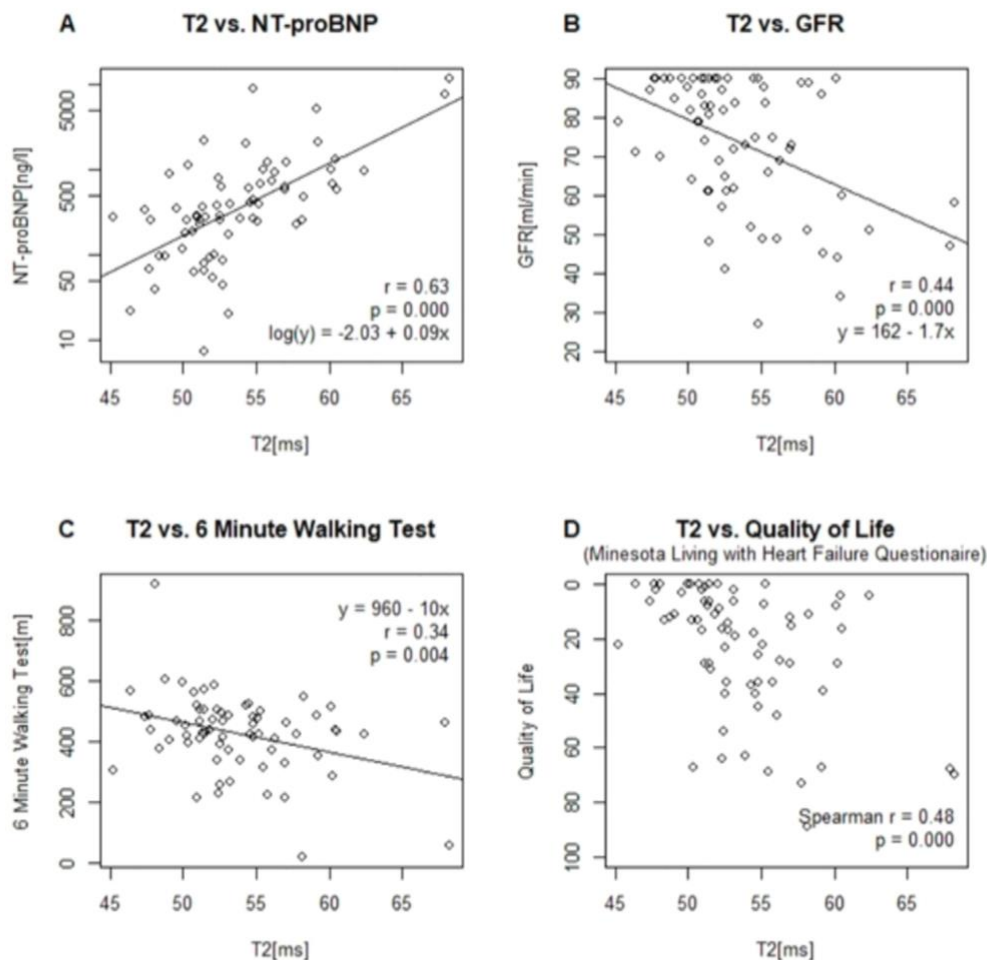 A T2 vs. NT-proBNP
NT-proBNP[ng/l]
5000
500
50
10
r = 0.63
p = 0.000
log(y) = -2.03 + 0.09x
45 50 55 60 65
T2[ms]
B T2 vs. GFR
GFR[ml/min]
90
80
70
60
50
40
30
20
r = 0.44
p = 0.000
y = 162 - 1.7x
45 50 55 60 65
T2[ms]
C T2 vs. 6 Minute Walking Test
6 Minute Walking Test[m]
800
600
400
200
0
y = 960 - 10x
r = 0.34
p = 0.004
45 50 55 60 65
T2[ms]
D T2 vs. Quality of Life
(Minesota Living with Heart Failure Questionaire)
Quality of Life
0
20
40
60
80
100
Spearman r = 0.48
p = 0.000
45 50 55 60 65
T2[ms]